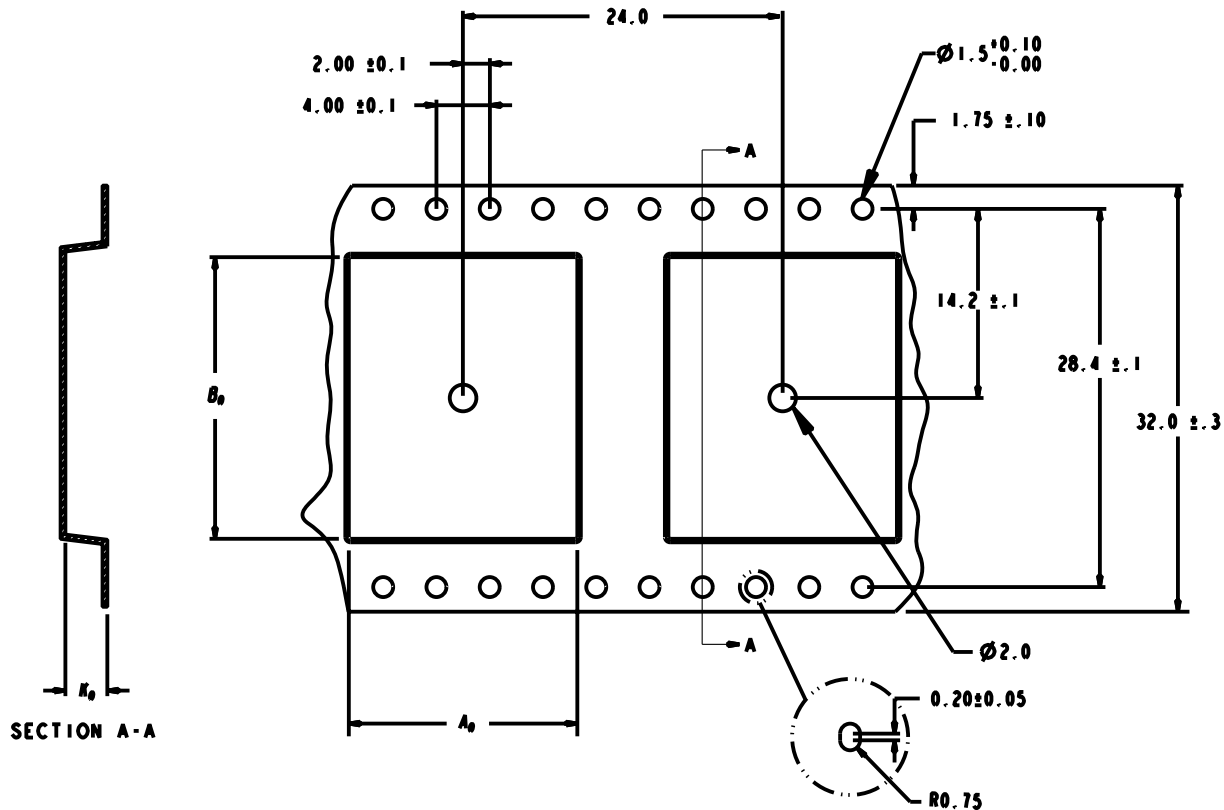 24.0
2.00 ±0.1
4.00 ±0.1
Ø1.5 +0.10
-0.00
1.75 ±.10
A
14.2 ±.1
28.4 ±.1
32.0 ±.3
B₀
A
Ø2.0
K₀
A₀
0.20±0.05
SECTION A-A
R0.75